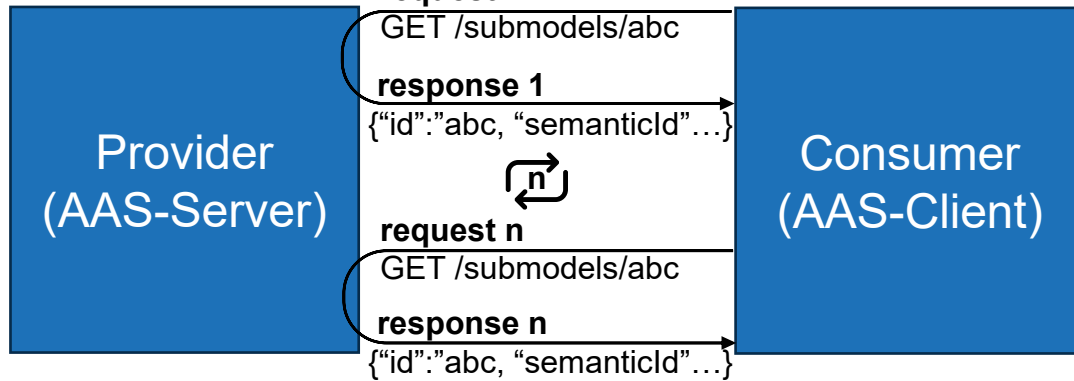 GET /submodels/abc
response 1
{“id”:”abc, “semanticId”…}
Provider
(AAS-Server)
n
Consumer
(AAS-Client)
request n
GET /submodels/abc
response n
{“id”:”abc, “semanticId”…}